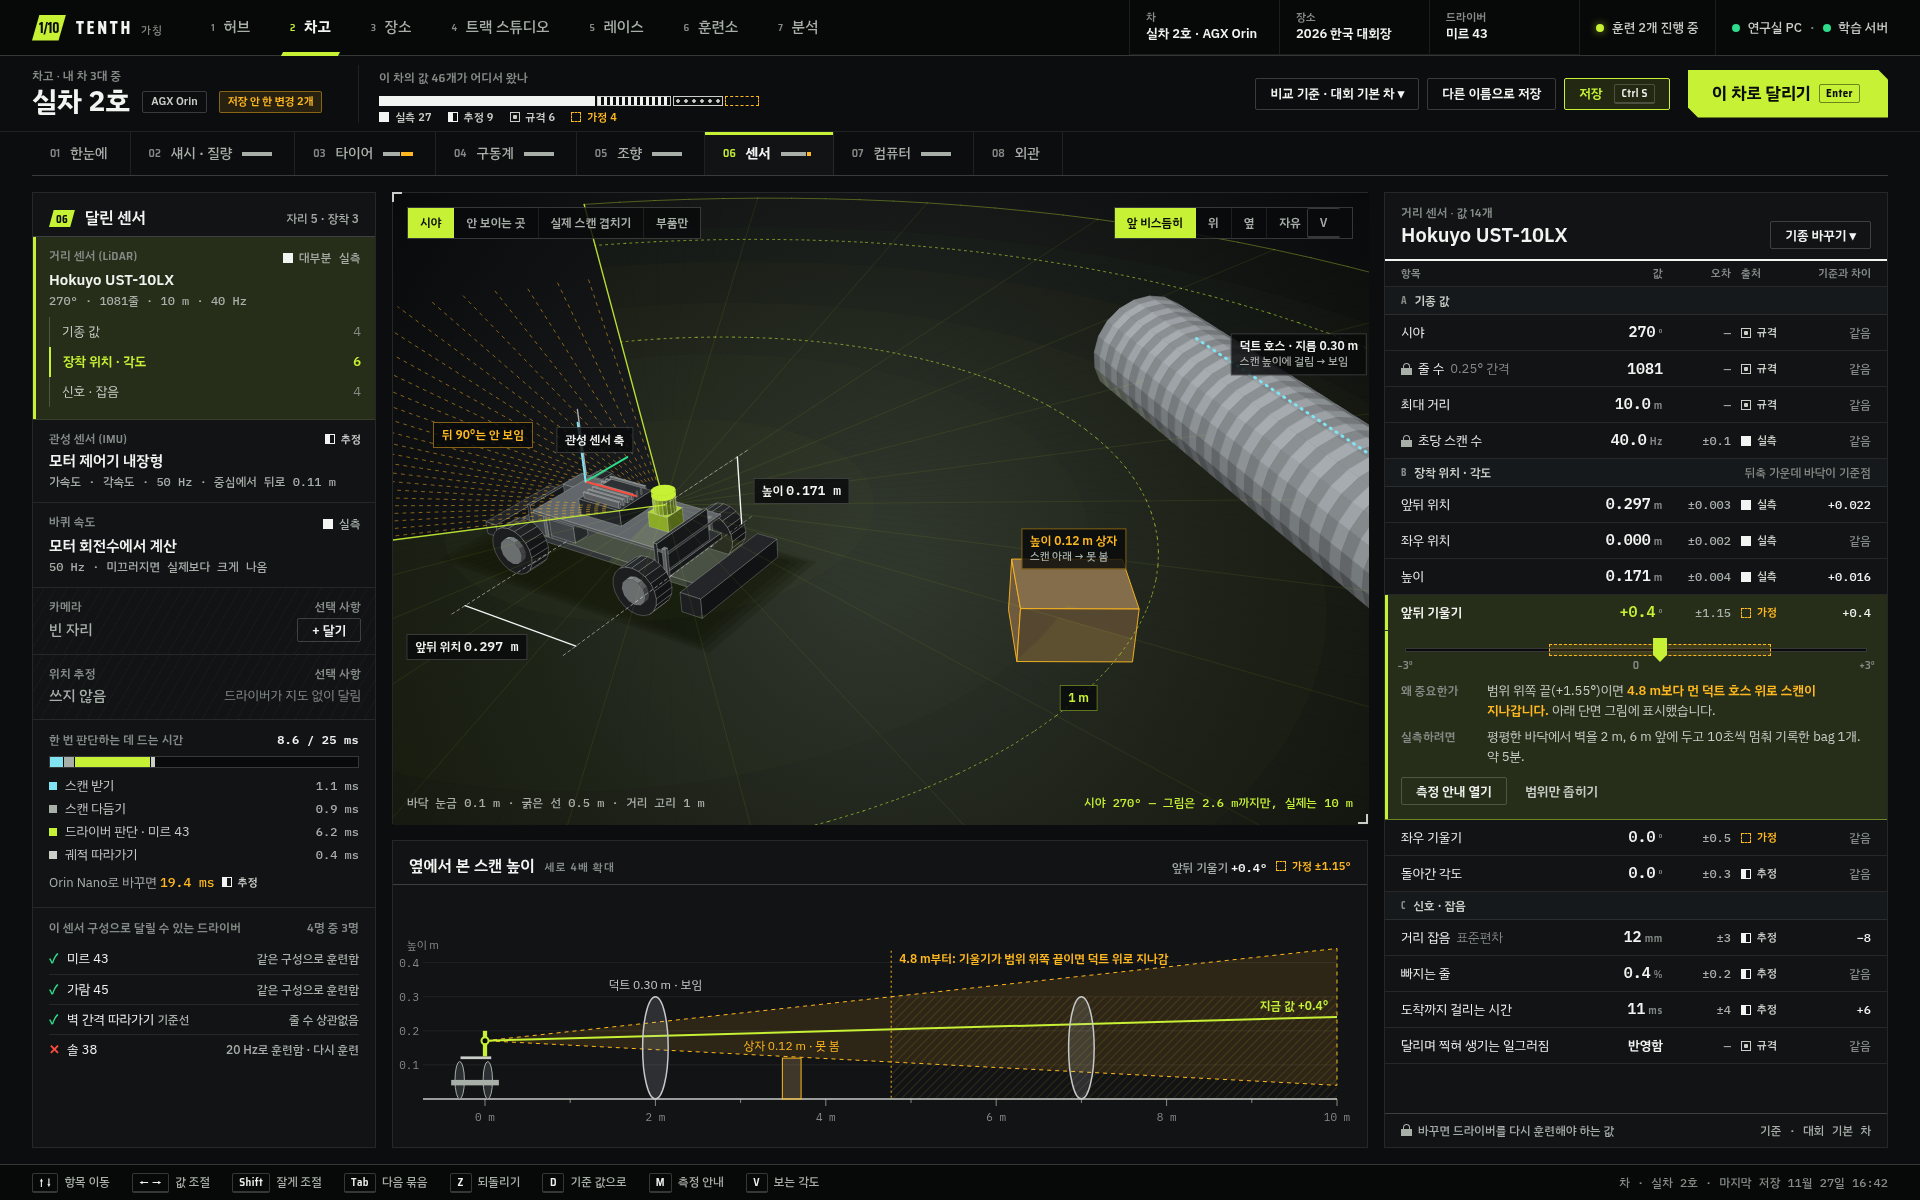 1/10 TENTH 가칭
1 허브
2 차고
3 장소
4 트랙 스튜디오
5 레이스
6 훈련소
7 분석
차
실차 2호 · AGX Orin
장소
2026 한국 대회장
드라이버
미르 43
훈련 2개 진행 중
연구실 PC · 학습 서버
차고 · 내 차 3대 중
실차 2호 AGX Orin 저장 안 한 변경 2개
이 차의 값 46개가 어디서 왔나
실측 27 추정 9 규격 6 가정 4
비교 기준 · 대회 기본 차 ▾
다른 이름으로 저장
저장 Ctrl S
이 차로 달리기 Enter
01 한눈에
02 섀시 · 질량
03 타이어
04 구동계
05 조향
06 센서
07 컴퓨터
08 외관
06 달린 센서 자리 5 · 장착 3
거리 센서 (LiDAR) 대부분 실측
Hokuyo UST-10LX
270° · 1081줄 · 10 m · 40 Hz
기종 값 4
장착 위치 · 각도 6
신호 · 잡음 4
관성 센서 (IMU) 추정
모터 제어기 내장형
가속도 · 각속도 · 50 Hz · 중심에서 뒤로 0.11 m
바퀴 속도 실측
모터 회전수에서 계산
50 Hz · 미끄러지면 실제보다 크게 나옴
카메라 선택 사항
빈 자리 + 달기
위치 추정 선택 사항
쓰지 않음 드라이버가 지도 없이 달림
한 번 판단하는 데 드는 시간 8.6 / 25 ms
스캔 받기 1.1 ms
스캔 다듬기 0.9 ms
드라이버 판단 · 미르 43 6.2 ms
궤적 따라가기 0.4 ms
Orin Nano로 바꾸면 19.4 ms 추정
이 센서 구성으로 달릴 수 있는 드라이버 4명 중 3명
✓ 미르 43 같은 구성으로 훈련함
✓ 가람 45 같은 구성으로 훈련함
✓ 벽 간격 따라가기 기준선 줄 수 상관없음
✕ 솔 38 20 Hz로 훈련함 · 다시 훈련
시야 안 보이는 곳 실제 스캔 겹치기 부품만
앞 비스듬히 위 옆 자유 V
덕트 호스 · 지름 0.30 m
스캔 높이에 걸림 → 보임
뒤 90°는 안 보임
관성 센서 축
높이 0.171 m
높이 0.12 m 상자
스캔 아래 → 못 봄
앞뒤 위치 0.297 m
1 m
바닥 눈금 0.1 m · 굵은 선 0.5 m · 거리 고리 1 m
시야 270° — 그림은 2.6 m까지만, 실제는 10 m
옆에서 본 스캔 높이 세로 4배 확대
앞뒤 기울기 +0.4° 가정 ±1.15°
높이 m
0.4
0.3
0.2
0.1
4.8 m부터: 기울기가 범위 위쪽 끝이면 덕트 위로 지나감
덕트 0.30 m · 보임
지금 값 +0.4°
상자 0.12 m · 못 봄
0 m 2 m 4 m 6 m 8 m 10 m
거리 센서 · 값 14개
Hokuyo UST-10LX
기종 바꾸기 ▾
항목 값 오차 출처 기준과 차이
A 기종 값
시야 270 ° — 규격 같음
줄 수 0.25° 간격 1081 — 규격 같음
최대 거리 10.0 m — 규격 같음
초당 스캔 수 40.0 Hz ±0.1 실측 같음
B 장착 위치 · 각도 뒤축 가운데 바닥이 기준점
앞뒤 위치 0.297 m ±0.003 실측 +0.022
좌우 위치 0.000 m ±0.002 실측 같음
높이 0.171 m ±0.004 실측 +0.016
앞뒤 기울기 +0.4 ° ±1.15 가정 +0.4
-3° 0 +3°
왜 중요한가 범위 위쪽 끝(+1.55°)이면 4.8 m보다 먼 덕트 호스 위로 스캔이
지나갑니다. 아래 단면 그림에 표시했습니다.
실측하려면 평평한 바닥에서 벽을 2 m, 6 m 앞에 두고 10초씩 멈춰 기록한 bag 1개.
약 5분.
측정 안내 열기 범위만 좁히기
좌우 기울기 0.0 ° ±0.5 가정 같음
돌아간 각도 0.0 ° ±0.3 추정 같음
C 신호 · 잡음
거리 잡음 표준편차 12 mm ±3 추정 −8
빠지는 줄 0.4 % ±0.2 추정 같음
도착까지 걸리는 시간 11 ms ±4 추정 +6
달리며 찍혀 생기는 일그러짐 반영함 — 규격 같음
바꾸면 드라이버를 다시 훈련해야 하는 값 기준 · 대회 기본 차
↑↓ 항목 이동 ←→ 값 조절 Shift 잘게 조절 Tab 다음 묶음 Z 되돌리기 D 기준 값으로 M 측정 안내 V 보는 각도
차 · 실차 2호 · 마지막 저장 11월 27일 16:42